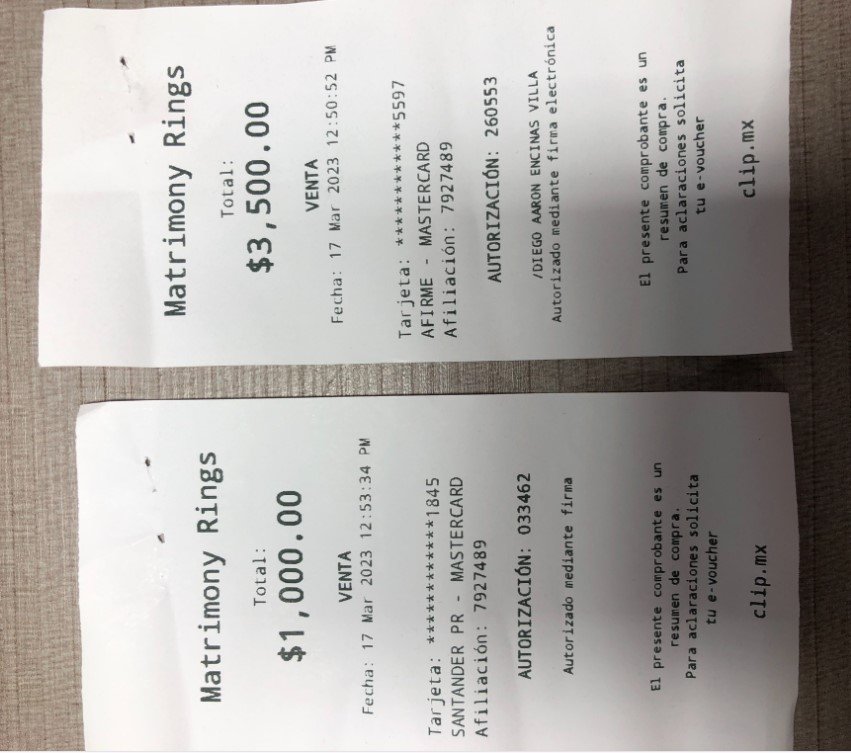 Matrimony Rings
Total:
$3,500.00
VENTA
Fecha: 17 Mar 2023 12:50:52 PM
Tarjeta: ************5597
AFIRME - MASTERCARD
Afiliación: 7927489
AUTORIZACIÓN: 260553
/DIEGO AARON ENCINAS VILLA
Autorizado mediante firma electrónica
El presente comprobante es un
resumen de compra.
Para aclaraciones solicita
tu e-voucher
clip.mx
Matrimony Rings
Total:
$1,000.00
VENTA
Fecha: 17 Mar 2023 12:53:34 PM
Tarjeta: ************1845
SANTANDER PR - MASTERCARD
Afiliación: 7927489
AUTORIZACIÓN: 033462
Autorizado mediante firma
El presente comprobante es un
resumen de compra.
Para aclaraciones solicita
tu e-voucher
clip.mx